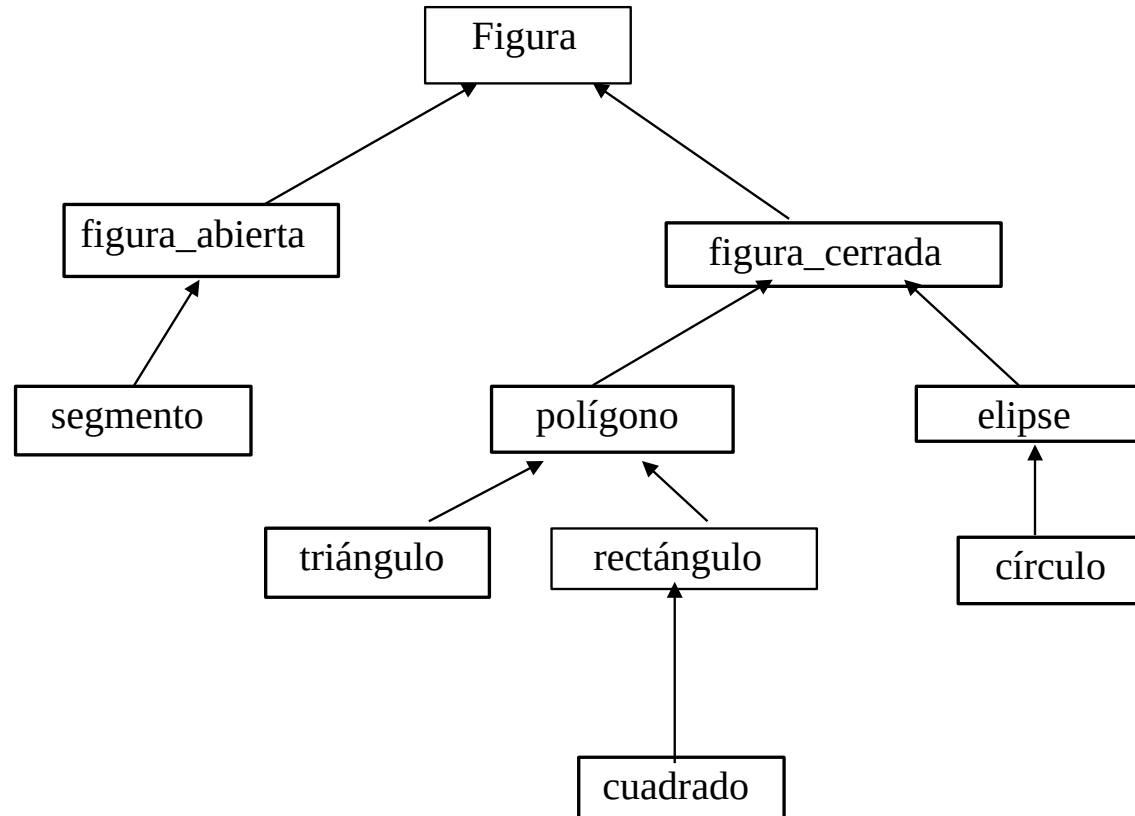 Figura
figura_abierta
figura_cerrada
segmento
polígono
elipse
triángulo
rectángulo
círculo
cuadrado